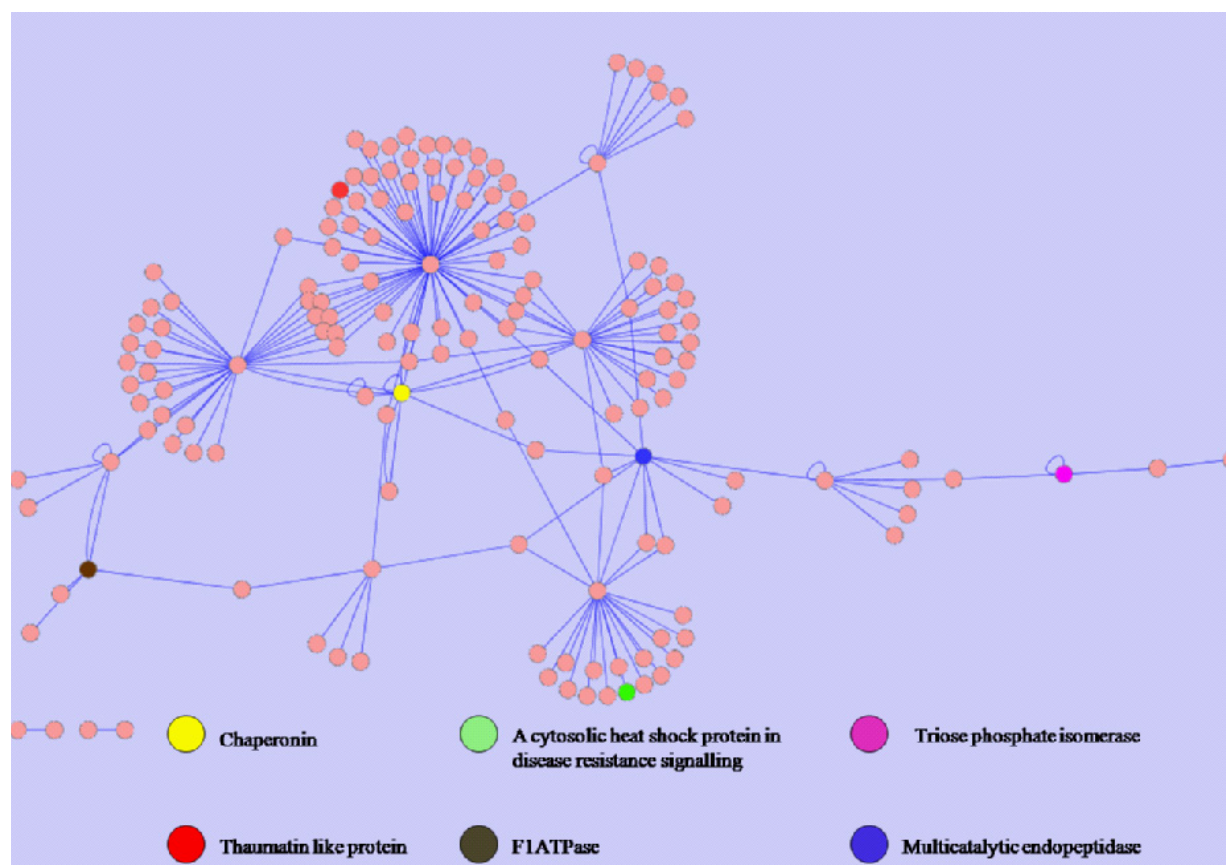 Chaperonin
A cytosolic heat shock protein in
disease resistance signalling
Triose phosphate isomerase
Thaumatin like protein
F1ATPase
Multicatalytic endopeptidase